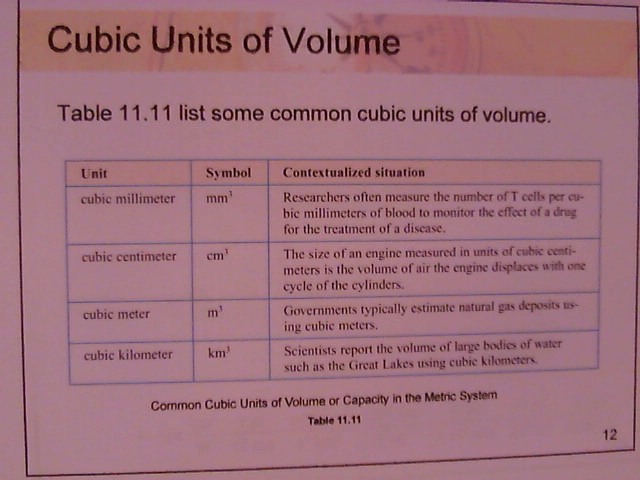 Cubic Units of Volume
Table 11.11 list some common cubic units of volume.
Unit Symbol Contextualized situation
cubic millimeter mm³ Researchers often measure the number of T cells per cu-
bic millimeters of blood to monitor the effect of a drug
for the treatment of a disease.
cubic centimeter cm³ The size of an engine measured in units of cubic centi-
meters is the volume of air the engine displaces with one
cycle of the cylinders.
cubic meter m³ Governments typically estimate natural gas deposits us-
ing cubic meters.
cubic kilometer km³ Scientists report the volume of large bodies of water
such as the Great Lakes using cubic kilometers.
Common Cubic Units of Volume or Capacity in the Metric System
Table 11.11
12